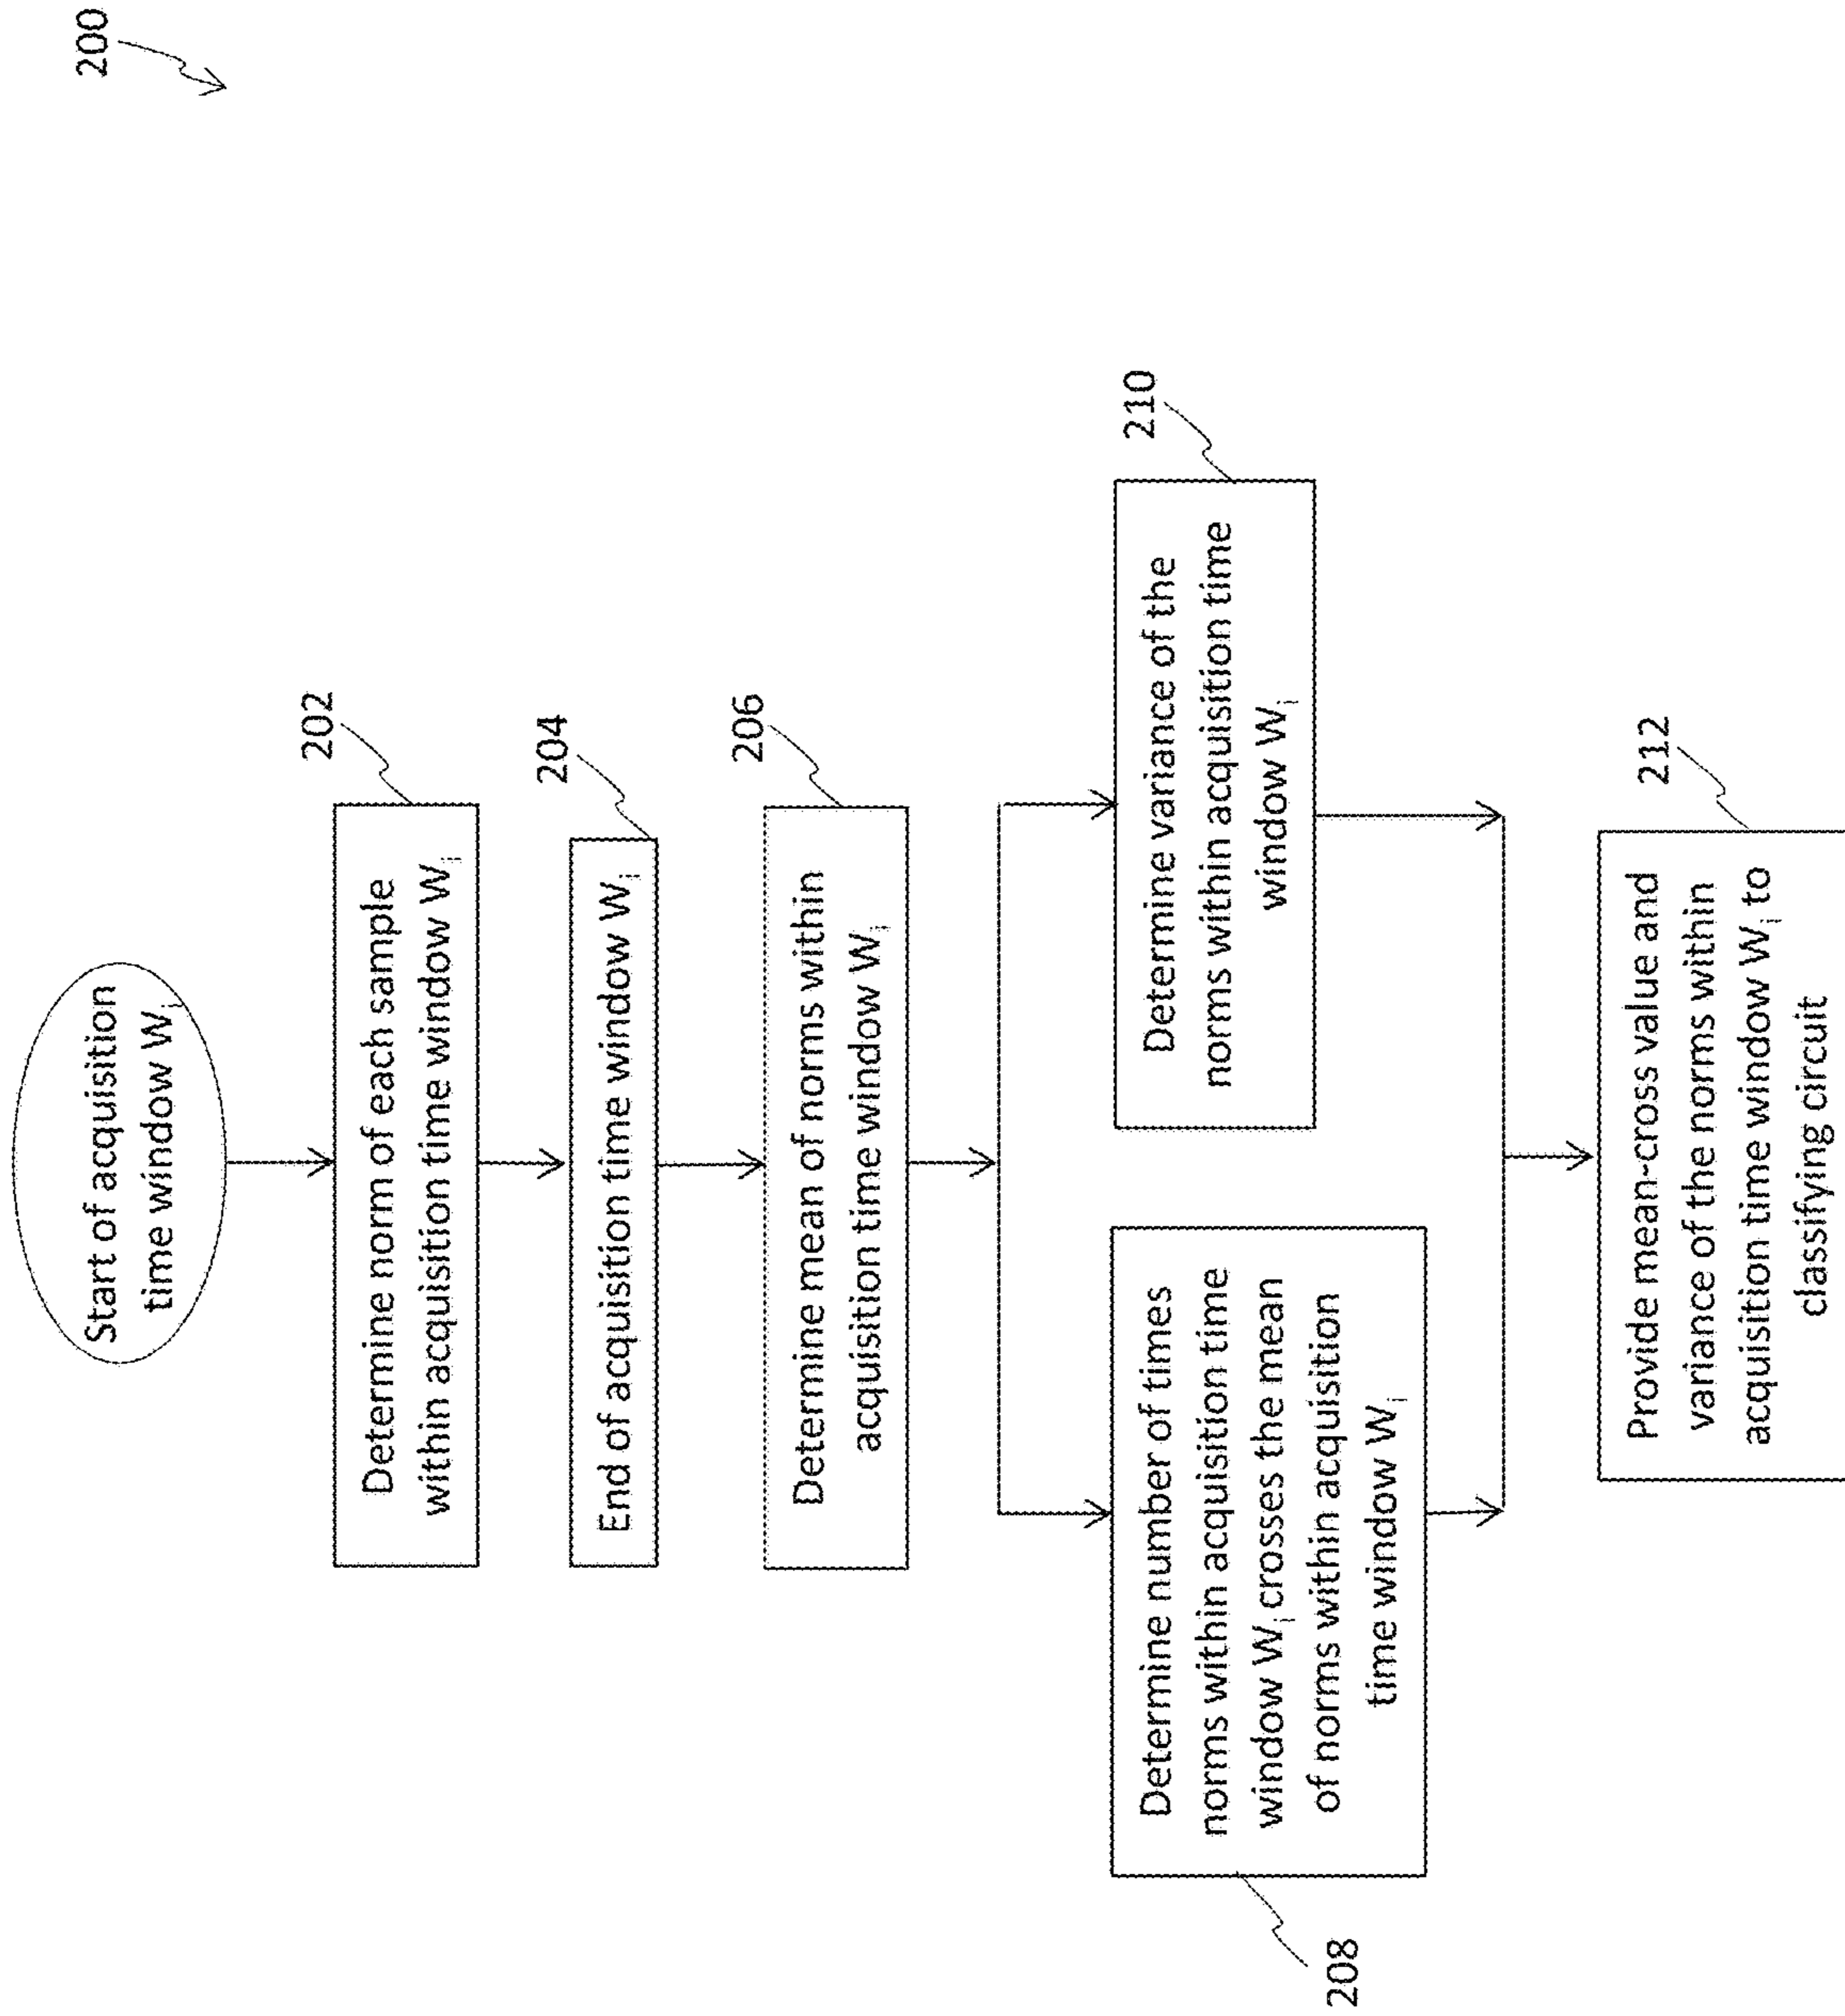 200
Start of acquisition
time window Wi
202
Determine norm of each sample
within acquisition time window Wi
204
End of acquisition time window Wi
206
Determine mean of norms within
acquisition time window Wi
208
Determine number of times
norms within acquisition time
window Wi crosses the mean
of norms within acquisition
time window Wi
210
Determine variance of the
norms within acquisition time
window Wi
212
Provide mean-cross value and
variance of the norms within
acquisition time window Wi to
classifying circuit